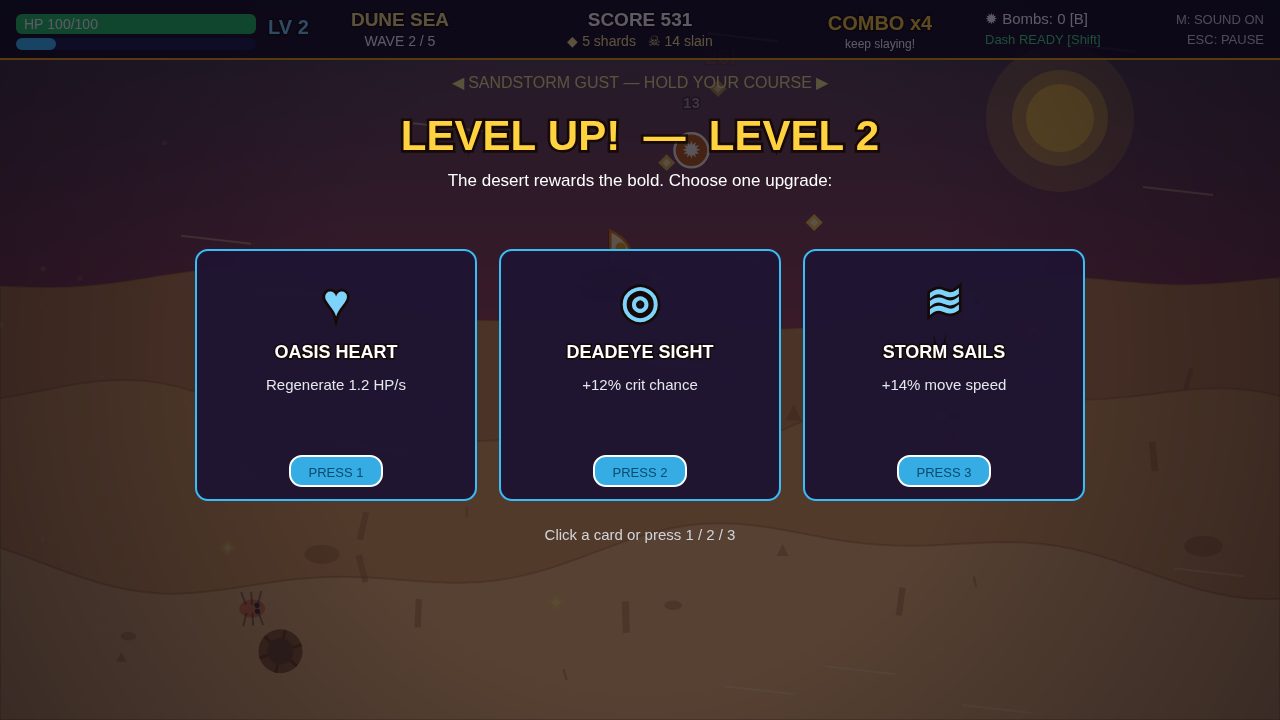 HP 100/100
LV 2
DUNE SEA
WAVE 2 / 5
SCORE 531
◆ 5 shards ☠ 14 slain
COMBO x4
keep slaying!
✹ Bombs: 0 [B]
Dash READY [Shift]
M: SOUND ON
ESC: PAUSE
◀ SANDSTORM GUST — HOLD YOUR COURSE ▶
13
LEVEL UP! — LEVEL 2
The desert rewards the bold. Choose one upgrade:
OASIS HEART
Regenerate 1.2 HP/s
PRESS 1
DEADEYE SIGHT
+12% crit chance
PRESS 2
STORM SAILS
+14% move speed
PRESS 3
Click a card or press 1 / 2 / 3